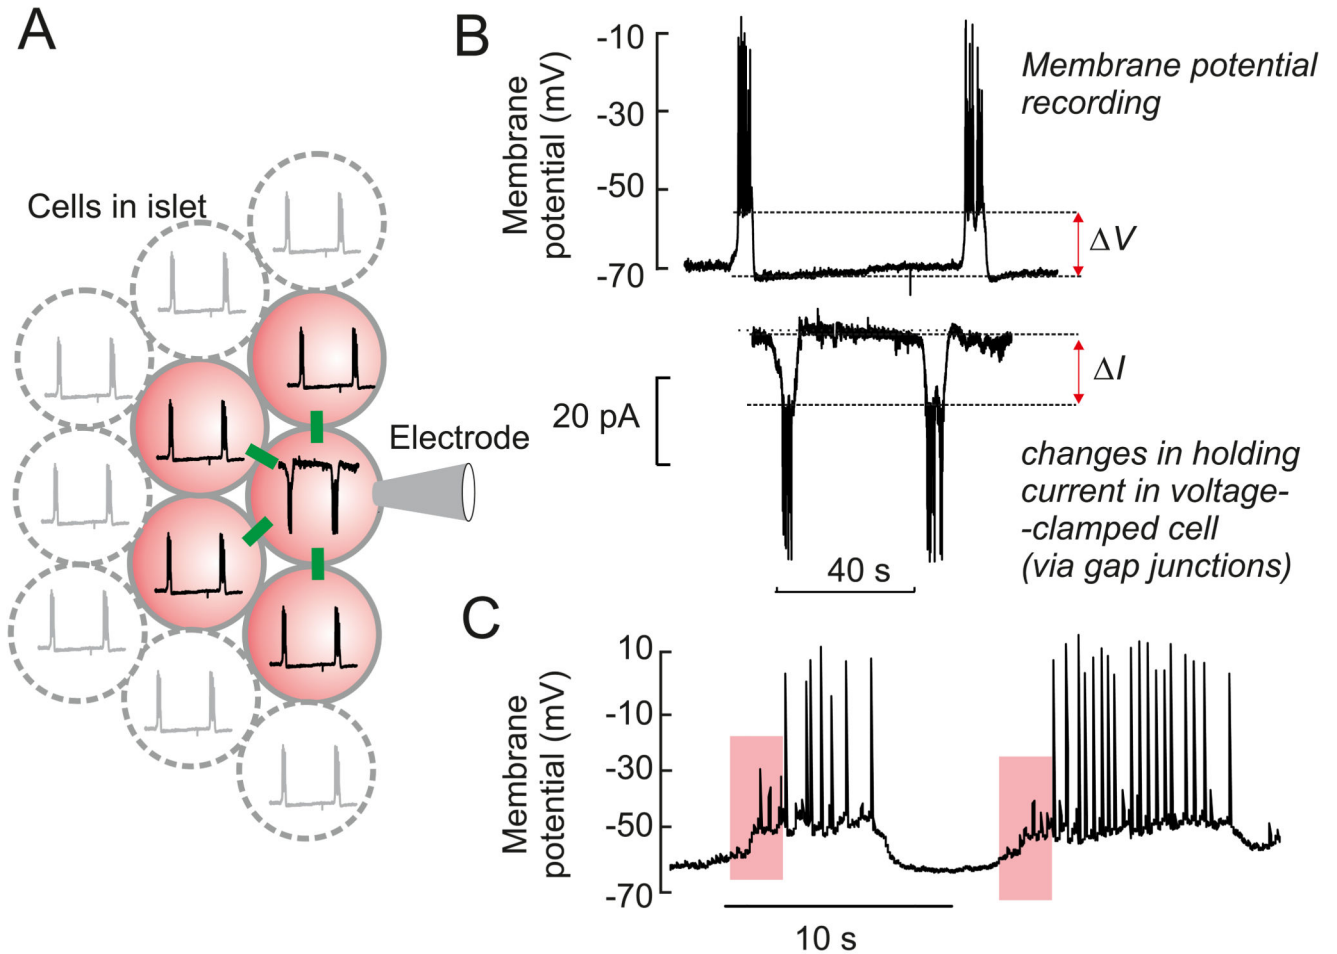 A
Cells in islet
Electrode
B
Membrane
potential (mV)
-10
-30
-50
-70
Membrane potential
recording
ΔV
ΔI
20 pA
changes in holding
current in voltage-
-clamped cell
(via gap junctions)
40 s
C
Membrane
potential (mV)
10
-10
-30
-50
-70
10 s